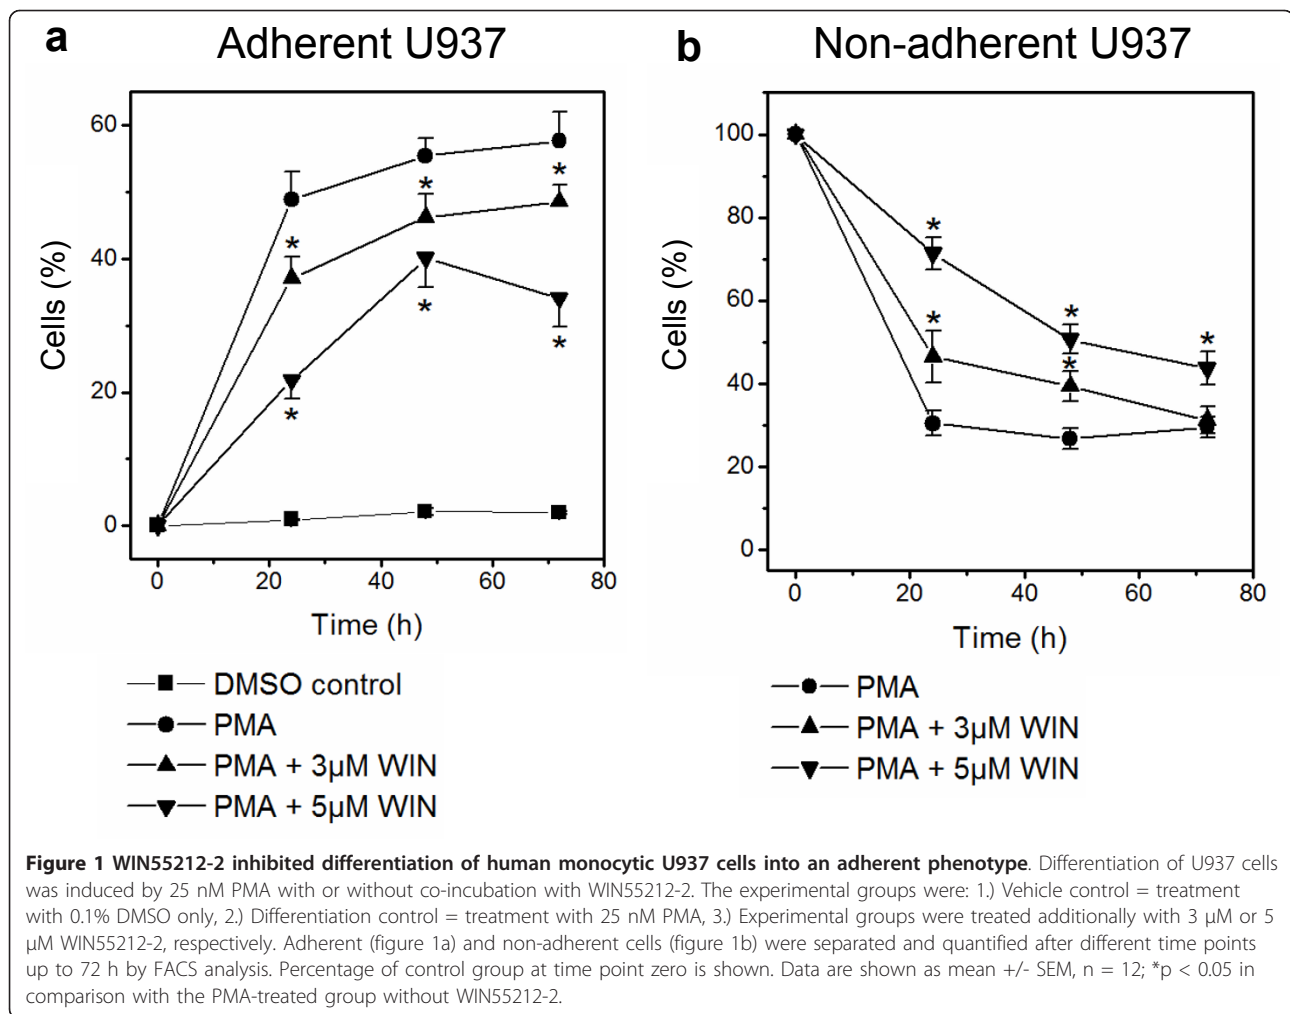 a Adherent U937
60
40
20
0
Cells (%)
* * *
* * *
0 20 40 60 80
Time (h)
DMSO control
PMA
PMA + 3µM WIN
PMA + 5µM WIN
b Non-adherent U937
100
80
60
40
20
0
Cells (%)
* * *
* *
0 20 40 60 80
Time (h)
PMA
PMA + 3µM WIN
PMA + 5µM WIN
Figure 1 WIN55212-2 inhibited differentiation of human monocytic U937 cells into an adherent phenotype. Differentiation of U937 cells
was induced by 25 nM PMA with or without co-incubation with WIN55212-2. The experimental groups were: 1.) Vehicle control = treatment
with 0.1% DMSO only, 2.) Differentiation control = treatment with 25 nM PMA, 3.) Experimental groups were treated additionally with 3 μM or 5
μM WIN55212-2, respectively. Adherent (figure 1a) and non-adherent cells (figure 1b) were separated and quantified after different time points
up to 72 h by FACS analysis. Percentage of control group at time point zero is shown. Data are shown as mean +/- SEM, n = 12; *p < 0.05 in
comparison with the PMA-treated group without WIN55212-2.